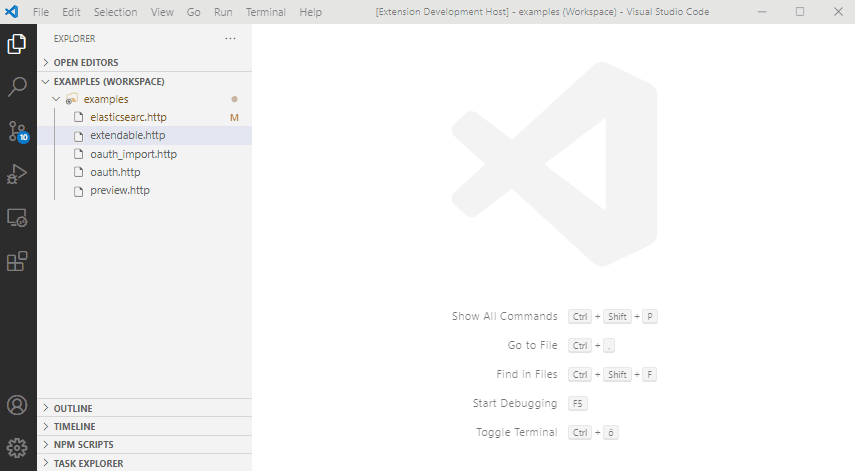 File Edit Selection View Go Run Terminal Help [Extension Development Host] - examples (Workspace) - Visual Studio Code
EXPLORER ...
OPEN EDITORS
EXAMPLES (WORKSPACE)
examples
elasticsearc.http M
extendable.http
oauth_import.http
oauth.http
preview.http
10
OUTLINE
TIMELINE
NPM SCRIPTS
TASK EXPLORER
Show All Commands Ctrl + Shift + P
Go to File Ctrl + .
Find in Files Ctrl + Shift + F
Start Debugging F5
Toggle Terminal Ctrl + ö